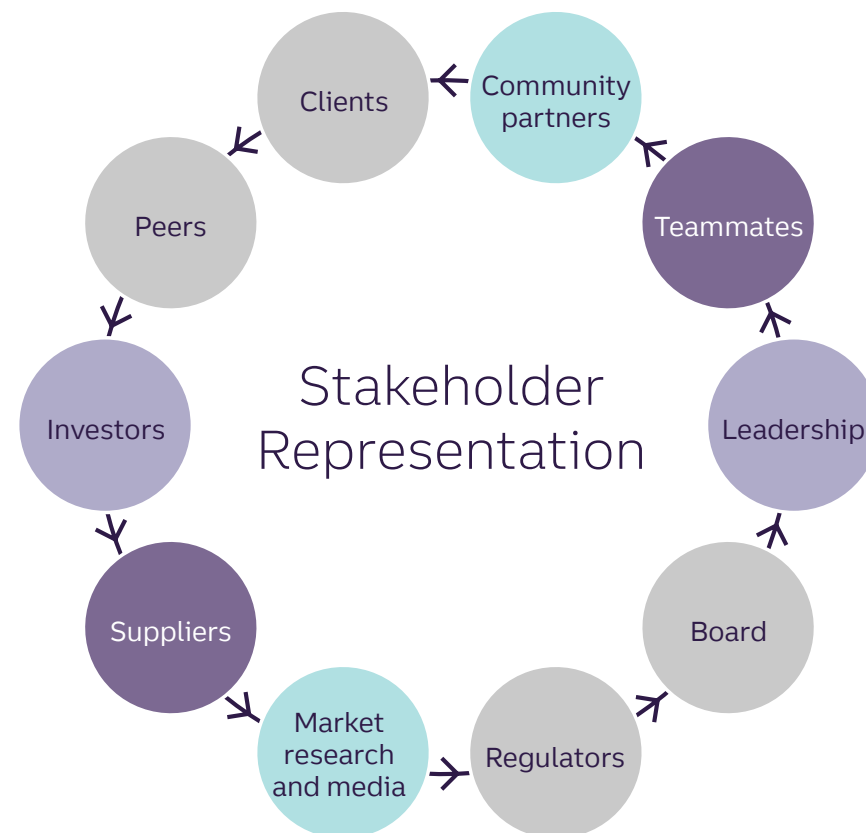 Community
partners
Clients
Teammates
Peers
Stakeholder
Representation
Investors
Leadership
Suppliers
Board
Market
research
and media
Regulators